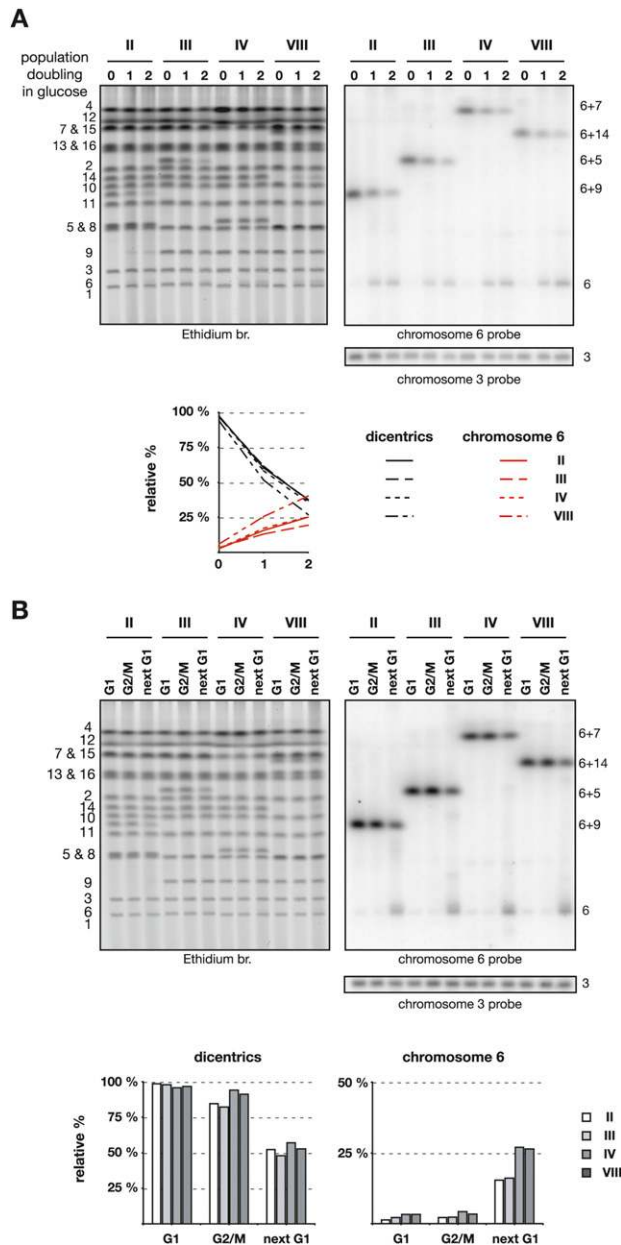 A
II III IV VIII
population doubling in glucose
0 1 2 0 1 2 0 1 2 0 1 2
4
12
7 & 15
13 & 16
2
14
10
11
5 & 8
9
3
6
1
Ethidium br.
II III IV VIII
0 1 2 0 1 2 0 1 2 0 1 2
6+7
6+14
6+5
6+9
6
chromosome 6 probe
3
chromosome 3 probe
relative %
100 %
75 %
50 %
25 %
0 1 2
dicentrics chromosome 6
II
III
IV
VIII
B
II III IV VIII
G1 G2/M next G1 G1 G2/M next G1 G1 G2/M next G1 G1 G2/M next G1
4
12
7 & 15
13 & 16
2
14
10
11
5 & 8
9
3
6
1
Ethidium br.
II III IV VIII
G1 G2/M next G1 G1 G2/M next G1 G1 G2/M next G1 G1 G2/M next G1
6+7
6+14
6+5
6+9
6
chromosome 6 probe
3
chromosome 3 probe
dicentrics
relative %
100 %
75 %
50 %
25 %
G1 G2/M next G1
chromosome 6
50 %
25 %
G1 G2/M next G1
II
III
IV
VIII